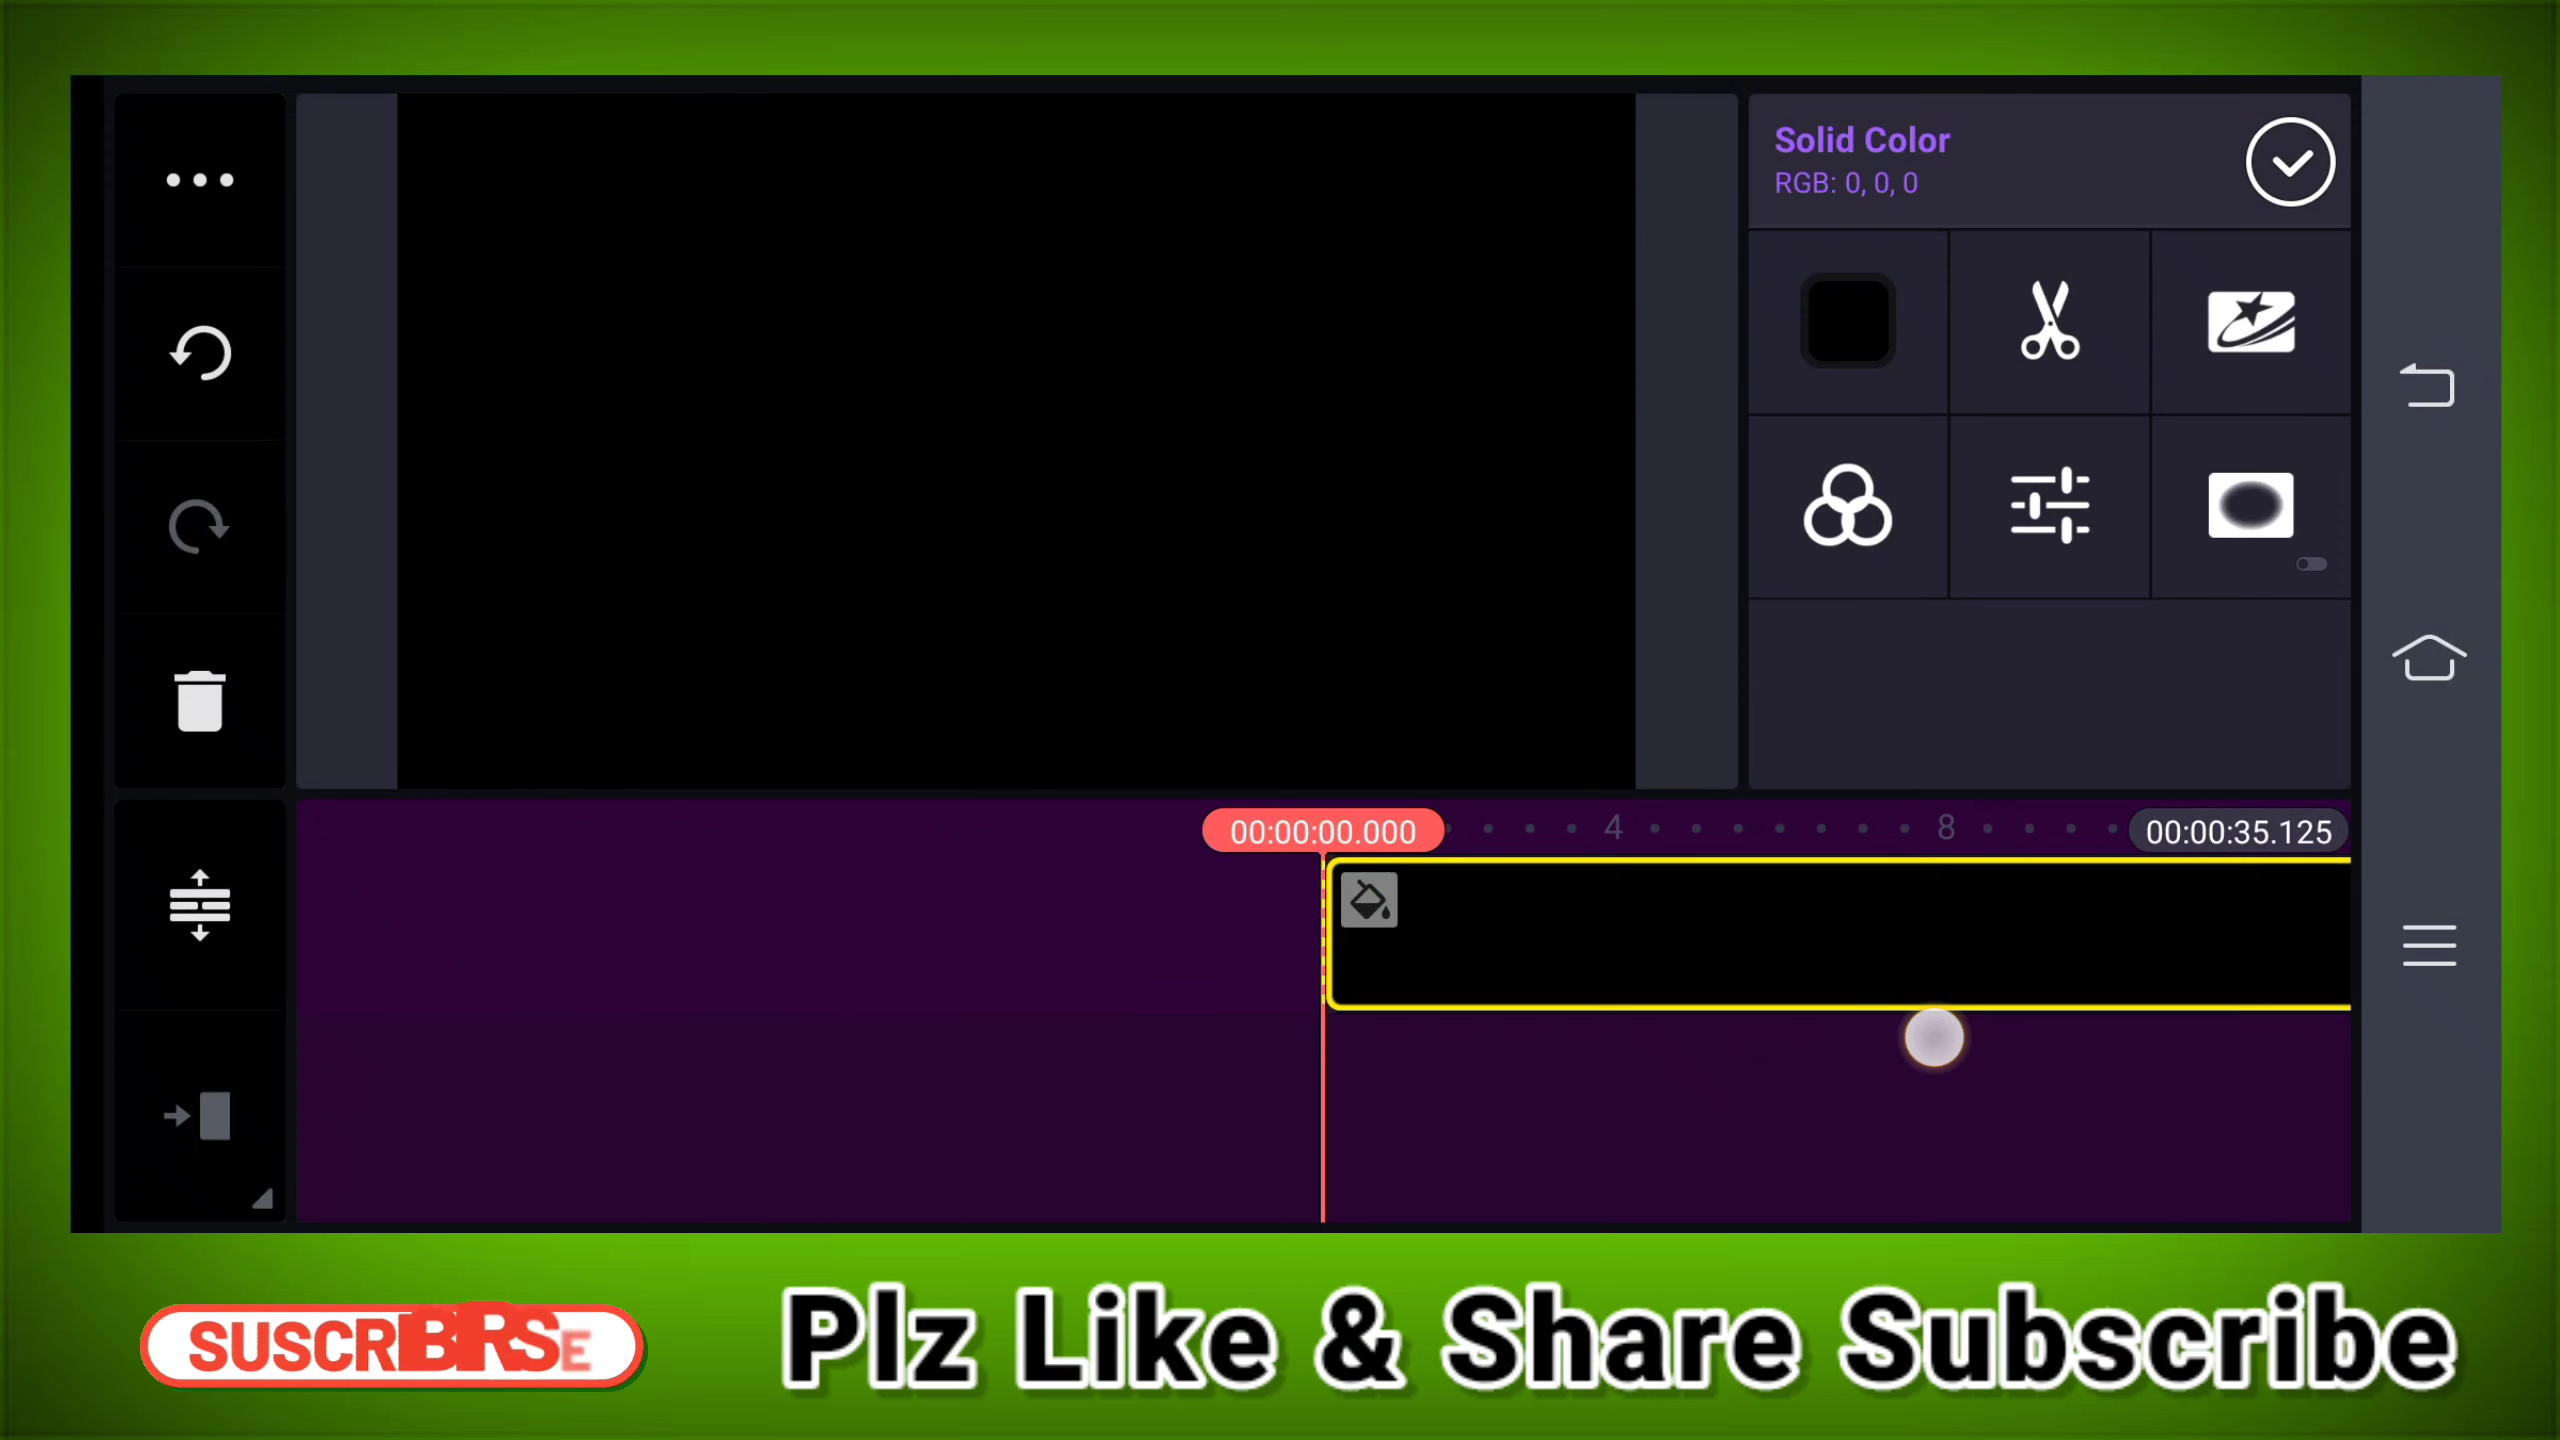 Solid Color
RGB: 0, 0, 0
00:00:00.000
4
8
00:00:35.125
SUSCRBRSE
Plz Like & Share Subscribe